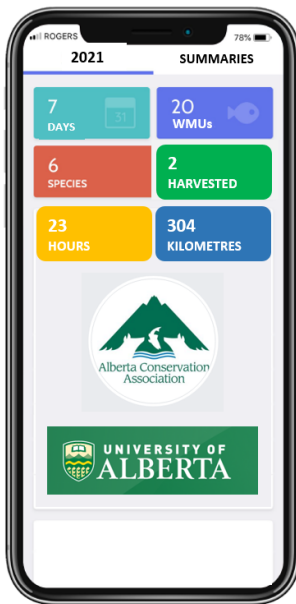 ROGERS 78%
2021 SUMMARIES
7
DAYS
31
20
WMUs
6
SPECIES
2
HARVESTED
23
HOURS
304
KILOMETRES
Alberta Conservation
Association
UNIVERSITY OF
ALBERTA